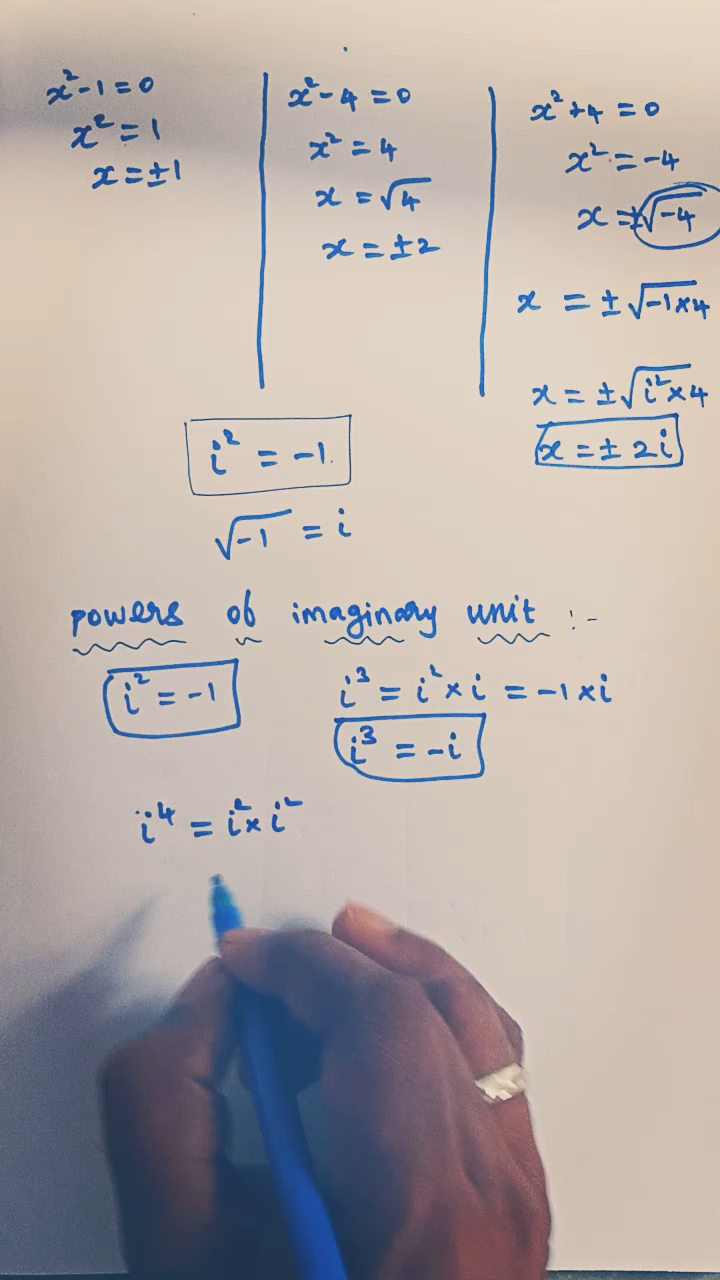 x² - 1 = 0
x² = 1
x = ±1
x² - 4 = 0
x² = 4
x = √4
x = ±2
x² + 4 = 0
x² = -4
x = ±√-4
x = ±√-1×4
x = ±√i²×4
x = ± 2i
i² = -1
√-1 = i
powers of imaginary unit :-
i² = -1
i³ = i² × i = -1 × i
i³ = -i
i⁴ = i² × i²